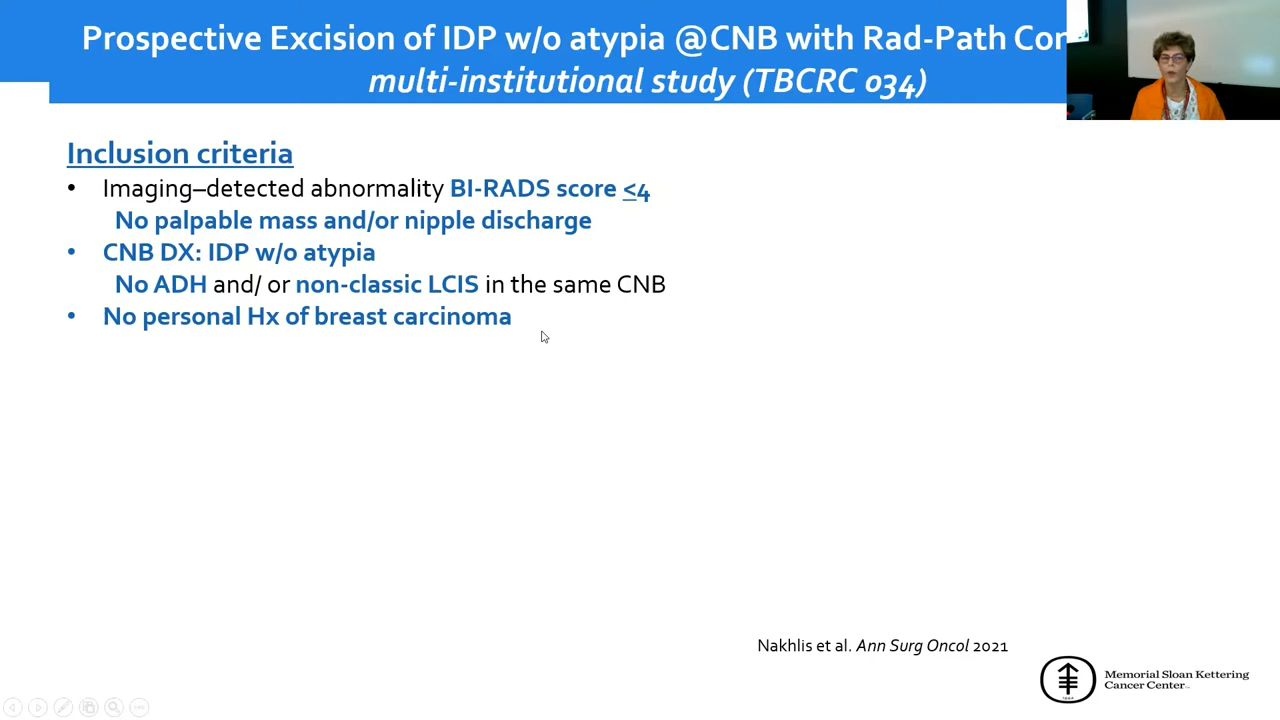 Prospective Excision of IDP w/o atypia @CNB with Rad-Path Con
multi-institutional study (TBCRC 034)
Inclusion criteria
• Imaging–detected abnormality BI-RADS score ≤4
No palpable mass and/or nipple discharge
• CNB DX: IDP w/o atypia
No ADH and/ or non-classic LCIS in the same CNB
• No personal Hx of breast carcinoma
Nakhlis et al. Ann Surg Oncol 2021
Memorial Sloan Kettering
Cancer Center